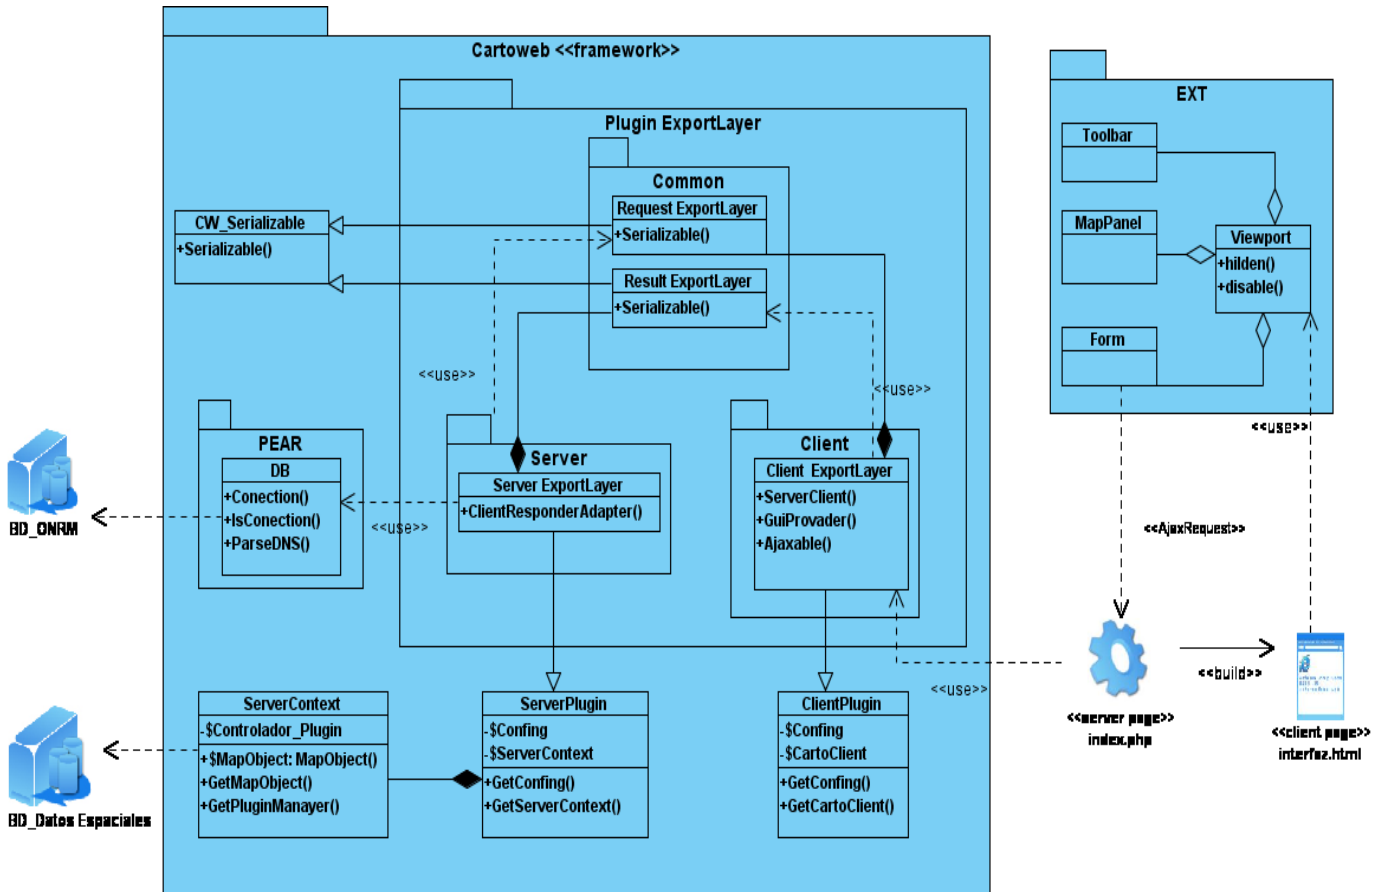 Cartoweb <<framework>>
Plugin ExportLayer
Common
Request ExportLayer
+Serializable()
Result ExportLayer
+Serializable()
CW_Serializable
+Serializable()
<<use>>
<<use>>
PEAR
DB
+Conection()
+IsConection()
+ParseDNS()
<<use>>
Server
Server ExportLayer
+ClientResponderAdapter()
Client
Client ExportLayer
+ServerClient()
+GuiProvader()
+Ajaxable()
BD_ONRM
BD_Datos Espaciales
ServerContext
-$Controlador_Plugin
+$MapObject: MapObject()
+GetMapObject()
+GetPluginManayer()
ServerPlugin
-$Confing
-$ServerContext
+GetConfing()
+GetServerContext()
ClientPlugin
-$Confing
-$CartoClient
+GetConfing()
+GetCartoClient()
EXT
Toolbar
MapPanel
Form
Viewport
+hilden()
+disable()
<<use>>
<<AjaxRequest>>
<<use>>
<<build>>
<<server page>>
index.php
<<client page>>
interfaz.html